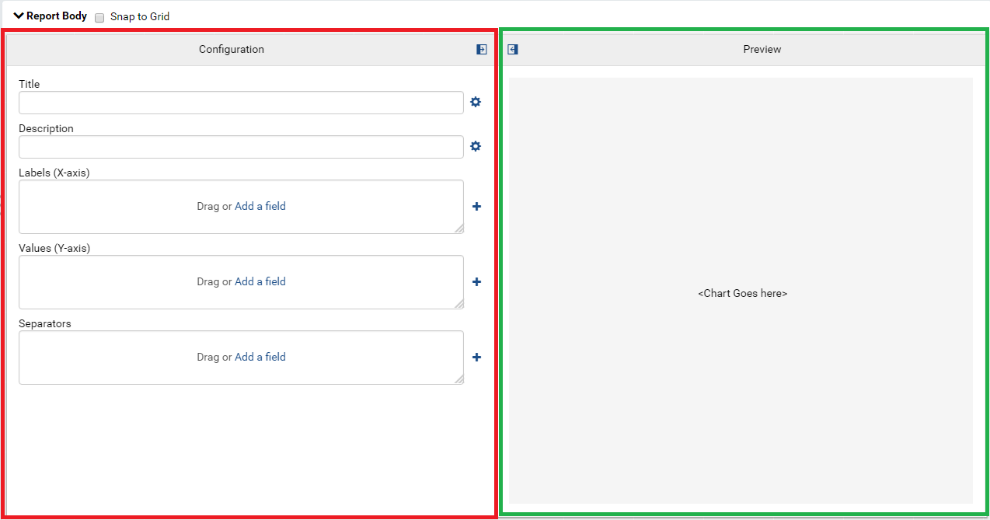 Report Body Snap to Grid
Configuration
Preview
Title
Description
Labels (X-axis)
Drag or Add a field
Values (Y-axis)
Drag or Add a field
Separators
Drag or Add a field
<Chart Goes here>